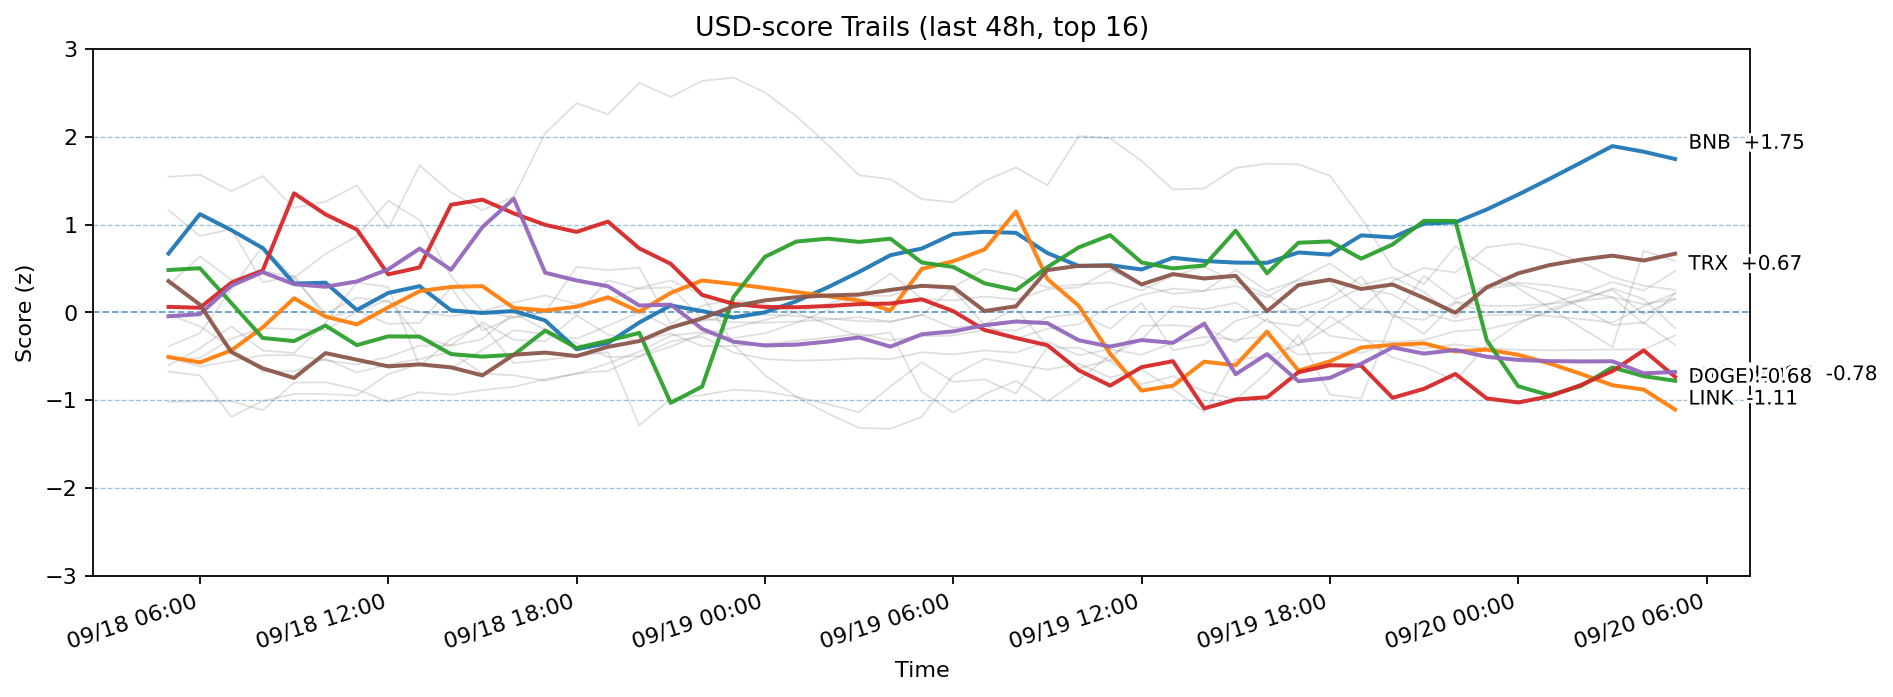 USD-score Trails (last 48h, top 16)
Score (z)
3
2
1
0
−1
−2
−3
BNB +1.75
TRX +0.67
DOGE -0.68
-0.78
LINK -1.11
09/18 06:00
09/18 12:00
09/18 18:00
09/19 00:00
09/19 06:00
09/19 12:00
09/19 18:00
09/20 00:00
09/20 06:00
Time